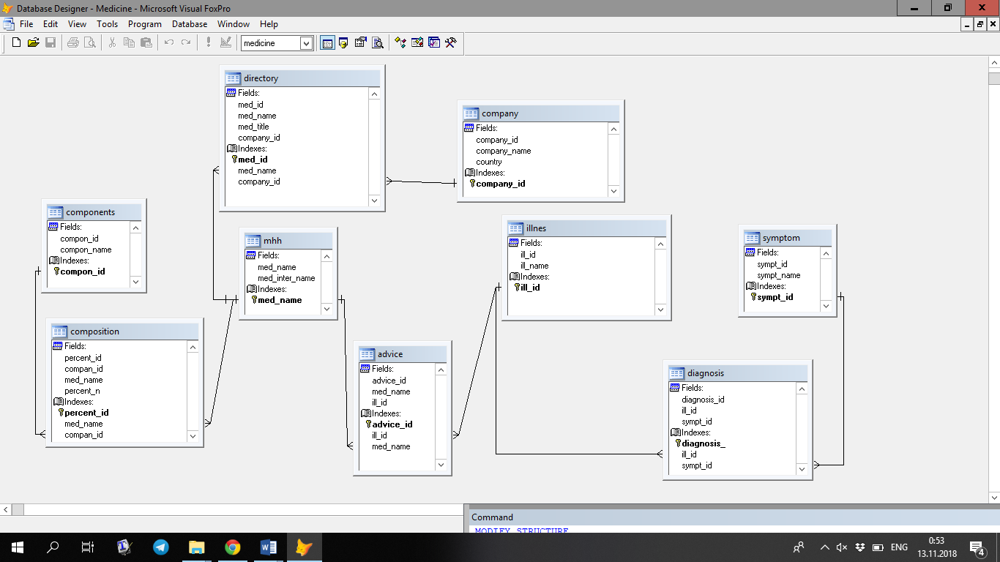 Database Designer - Medicine - Microsoft Visual FoxPro
File Edit View Tools Program Database Window Help
medicine
directory
Fields:
med_id
med_name
med_title
company_id
Indexes:
med_id
med_name
company_id
company
Fields:
company_id
company_name
country
Indexes:
company_id
components
Fields:
compon_id
compon_name
Indexes:
compon_id
mhh
Fields:
med_name
med_inter_name
Indexes:
med_name
illnes
Fields:
ill_id
ill_name
Indexes:
ill_id
symptom
Fields:
sympt_id
sympt_name
Indexes:
sympt_id
composition
Fields:
percent_id
compan_id
med_name
percent_n
Indexes:
percent_id
med_name
compan_id
advice
Fields:
advice_id
med_name
ill_id
Indexes:
advice_id
ill_id
med_name
diagnosis
Fields:
diagnosis_id
ill_id
sympt_id
Indexes:
diagnosis_
ill_id
sympt_id
Command
MODIFY STRUCTURE
ENG
0:53
13.11.2018
4